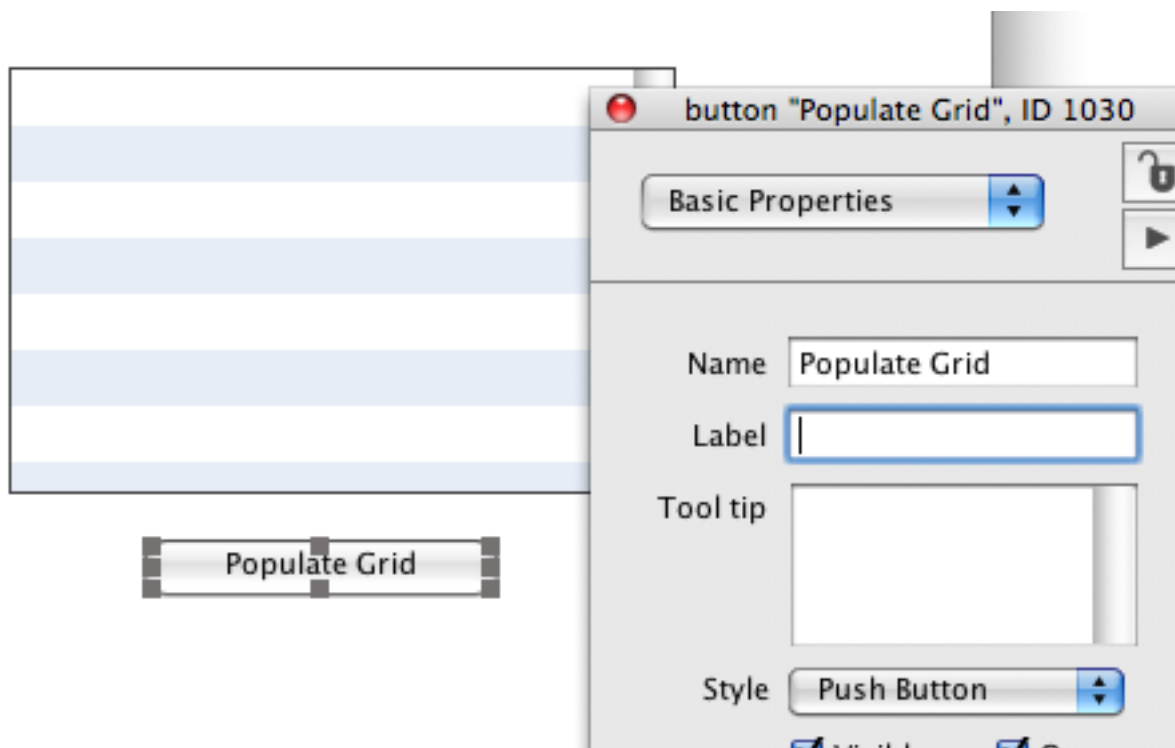 button "Populate Grid", ID 1030
Basic Properties
Name Populate Grid
Label
Tool tip
Populate Grid
Style Push Button